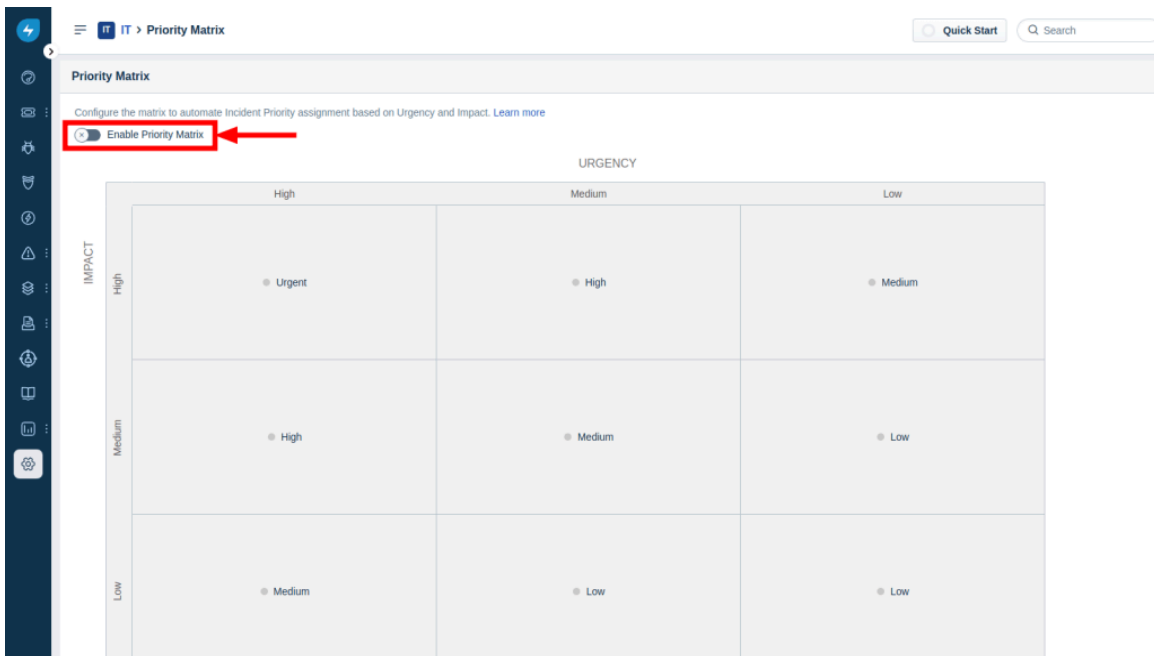 IT IT > Priority Matrix
Quick Start
Search
Priority Matrix
Configure the matrix to automate Incident Priority assignment based on Urgency and Impact. Learn more
Enable Priority Matrix
URGENCY
High Medium Low
IMPACT
High
Urgent High Medium
Medium
High Medium Low
Low
Medium Low Low